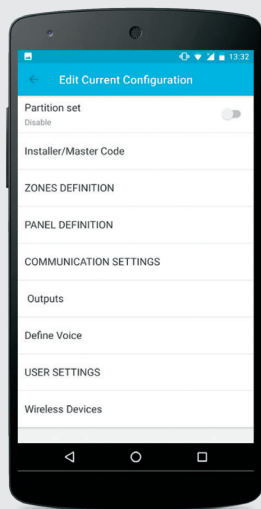 13:32
Edit Current Configuration
Partition set
Disable
Installer/Master Code
ZONES DEFINITION
PANEL DEFINITION
COMMUNICATION SETTINGS
Outputs
Define Voice
USER SETTINGS
Wireless Devices